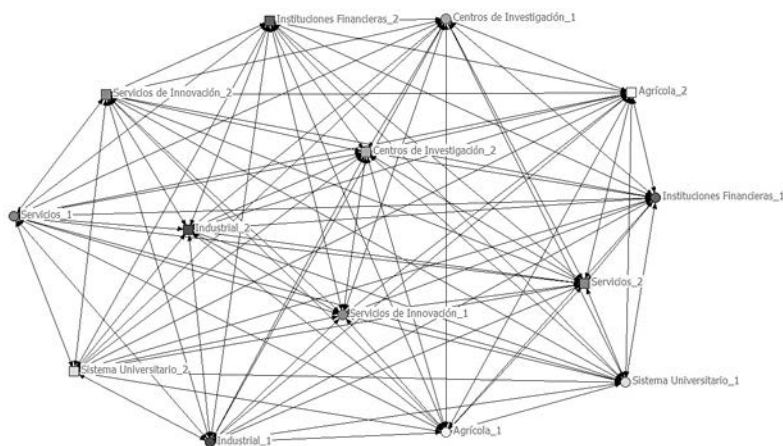 Instituciones Financieras_2
Centros de Investigación_1
Servicios de Innovación_2
Agrícola_2
Centros de Investigación_2
Instituciones Financieras_1
Servicios_1
Industrial_2
Servicios_2
Servicios de Innovación_1
Sistema Universitario_2
Sistema Universitario_1
Agrícola_1
Industrial_1